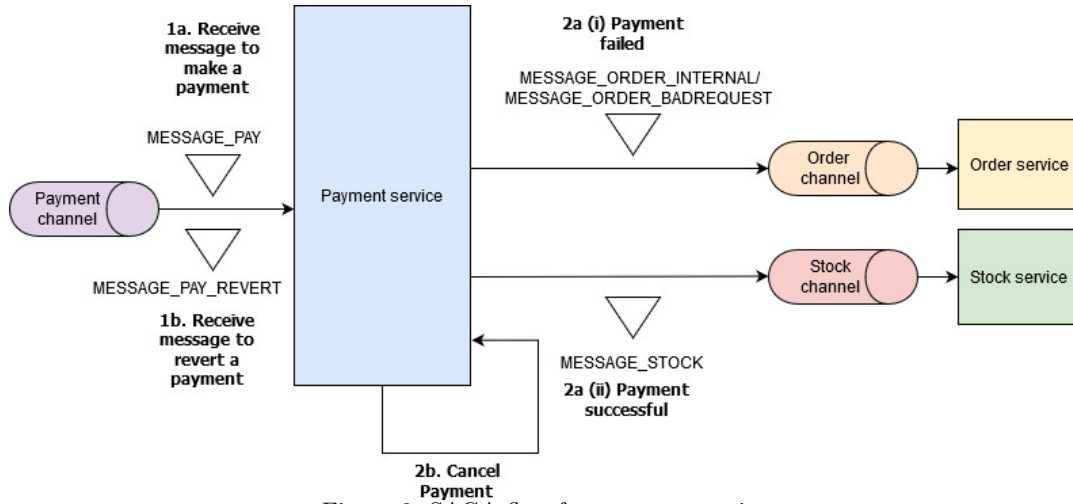 1a. Receive
message to
make a
payment
MESSAGE_PAY
Payment
channel
MESSAGE_PAY_REVERT
1b. Receive
message to
revert a
payment
Payment service
2a (i) Payment
failed
MESSAGE_ORDER_INTERNAL/
MESSAGE_ORDER_BADREQUEST
Order
channel
Order service
Stock
channel
Stock service
MESSAGE_STOCK
2a (ii) Payment
successful
2b. Cancel
Payment